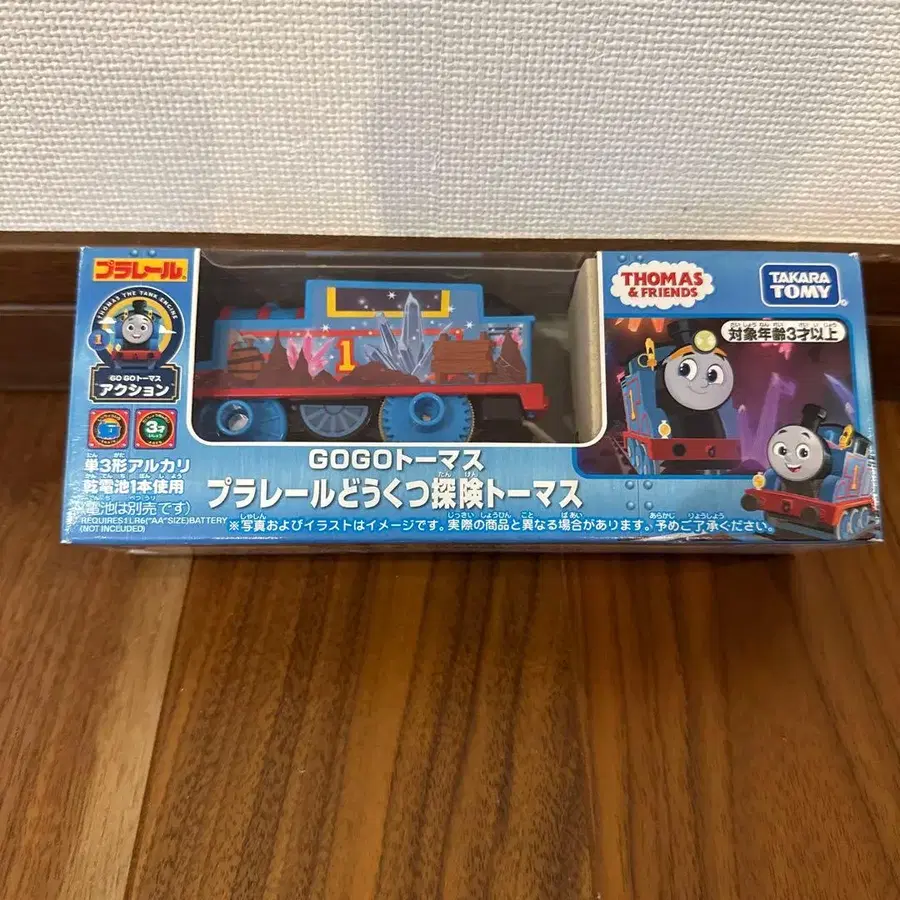 プラレール
THOMAS THE TANK ENGINE
1
GO GOトーマス
アクション
3才
単3形アルカリ
乾電池1本使用
電池は別売です)
REQUIRES1LR6("AA"SIZE)BATTERY
(NOT INCLUDED)
1
GOGOトーマス
プラレールどうくつ探険トーマス
※写真およびイラストはイメージです。実際の商品と異なる場合があります。予めご了承ください。
THOMAS
& FRIENDS
TAKARA
TOMY
対象年齢3才以上